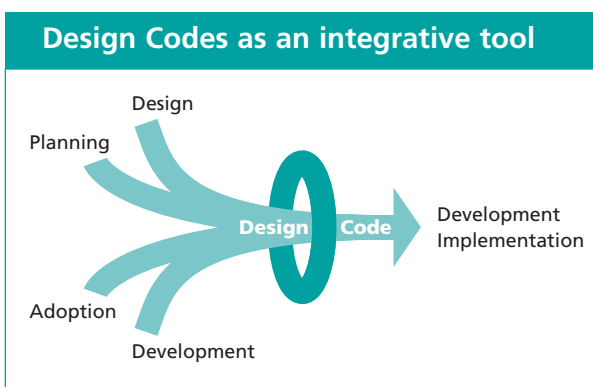 Design Codes as an integrative tool
Design
Planning
Design Code
Development
Implementation
Adoption
Development